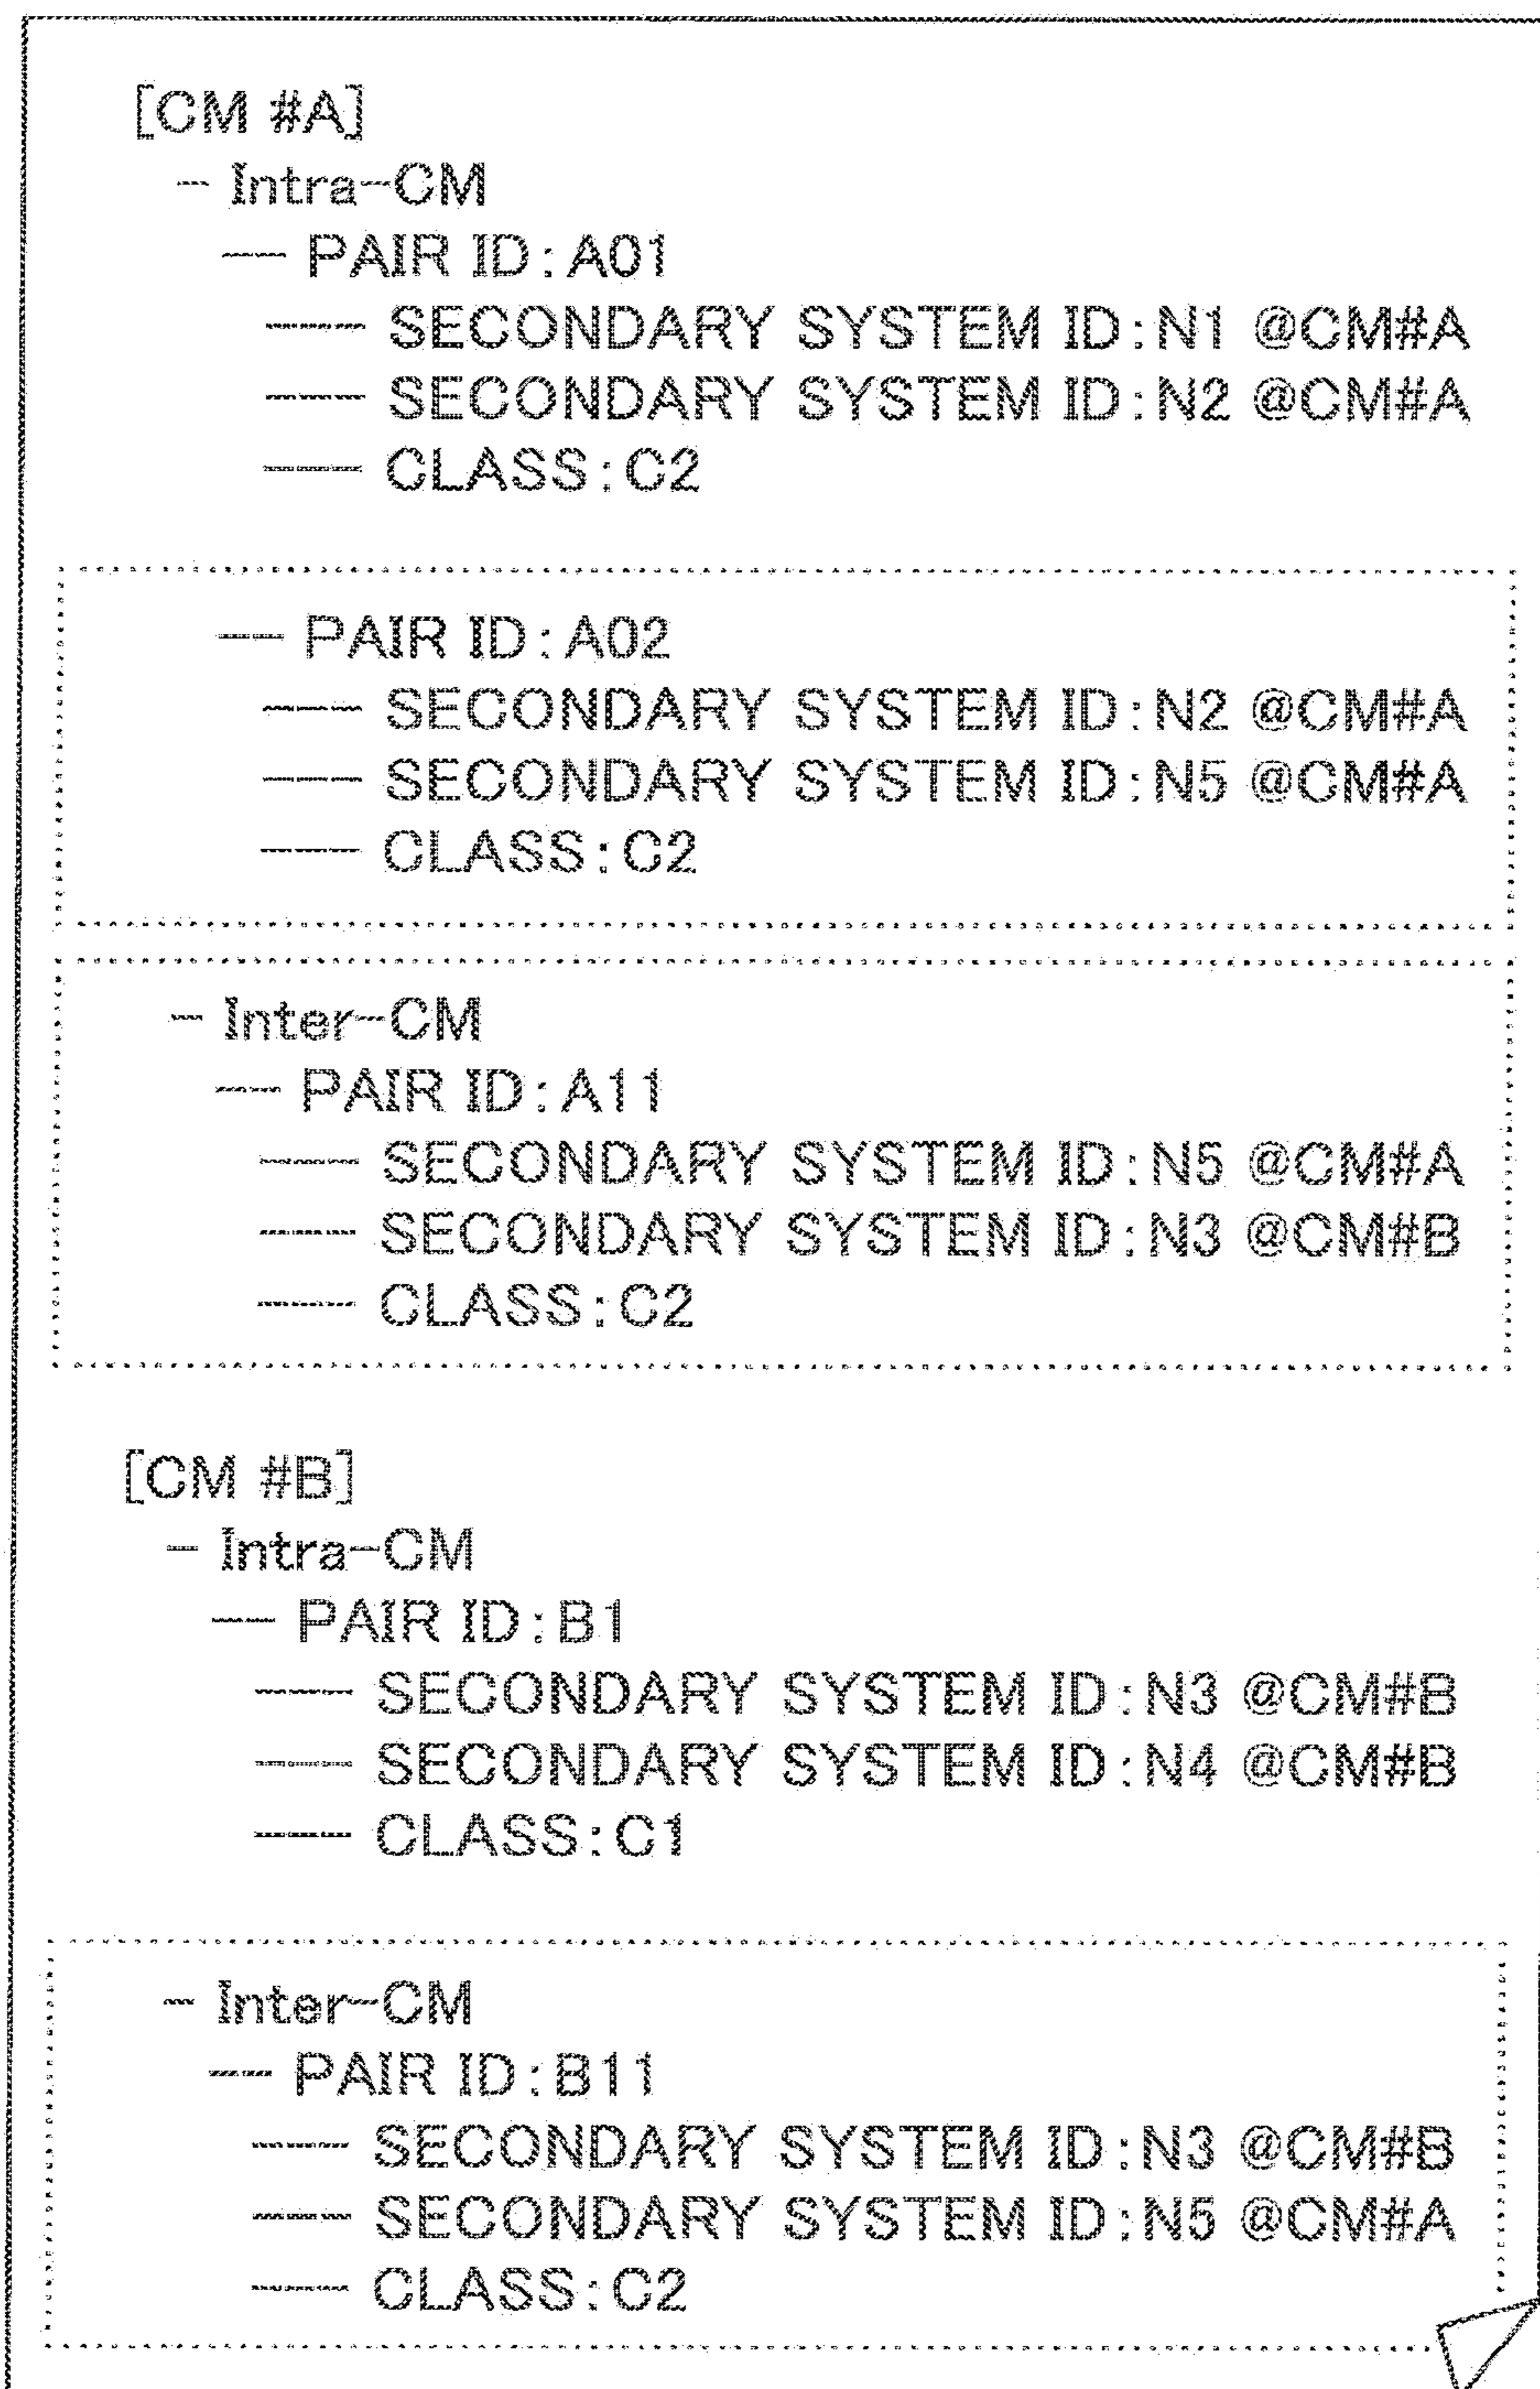 [CM #A]
- Intra-CM
-- PAIR ID:A01
--- SECONDARY SYSTEM ID:N1 @CM#A
--- SECONDARY SYSTEM ID:N2 @CM#A
--- CLASS:C2
-- PAIR ID:A02
--- SECONDARY SYSTEM ID:N2 @CM#A
--- SECONDARY SYSTEM ID:N5 @CM#A
--- CLASS:C2
- Inter-CM
-- PAIR ID:A11
--- SECONDARY SYSTEM ID:N5 @CM#A
--- SECONDARY SYSTEM ID:N3 @CM#B
--- CLASS:C2
[CM #B]
- Intra-CM
-- PAIR ID:B1
--- SECONDARY SYSTEM ID:N3 @CM#B
--- SECONDARY SYSTEM ID:N4 @CM#B
--- CLASS:C1
- Inter-CM
-- PAIR ID:B11
--- SECONDARY SYSTEM ID:N3 @CM#B
--- SECONDARY SYSTEM ID:N5 @CM#A
--- CLASS:C2